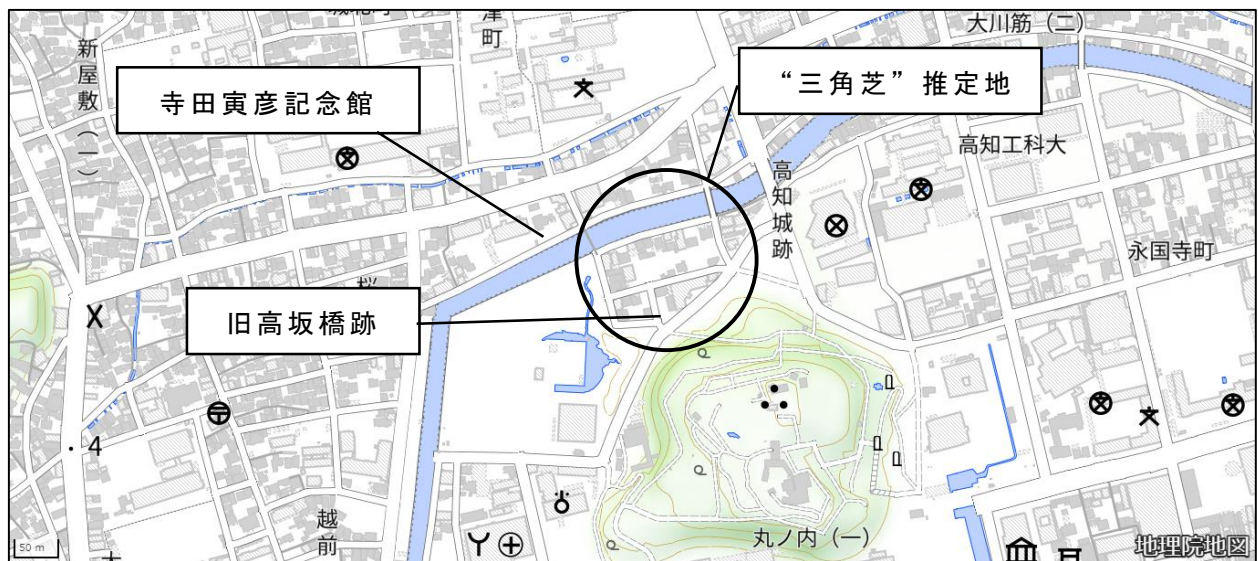 津町
大川筋（二）
新屋敷（一）
寺田寅彦記念館
“三角芝”推定地
高知工科大
高知城跡
永国寺町
旧高坂橋跡
4
越前
丸ノ内（一）
50 m
地理院地図